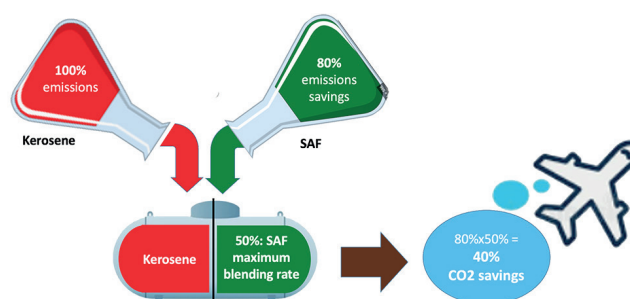 100%
emissions
80%
emissions
savings
Kerosene
SAF
Kerosene
50%: SAF
maximum
blending rate
80%x50% =
40%
CO2 savings